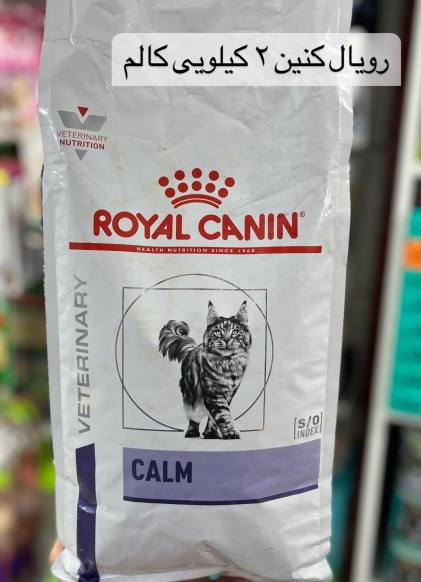 رویال کنین ۲ کیلویی کالم
VETERINARY
NUTRITION
ROYAL CANIN®
HEALTH NUTRITION SINCE 1968
VETERINARY
[S/O]
INDEX
CALM